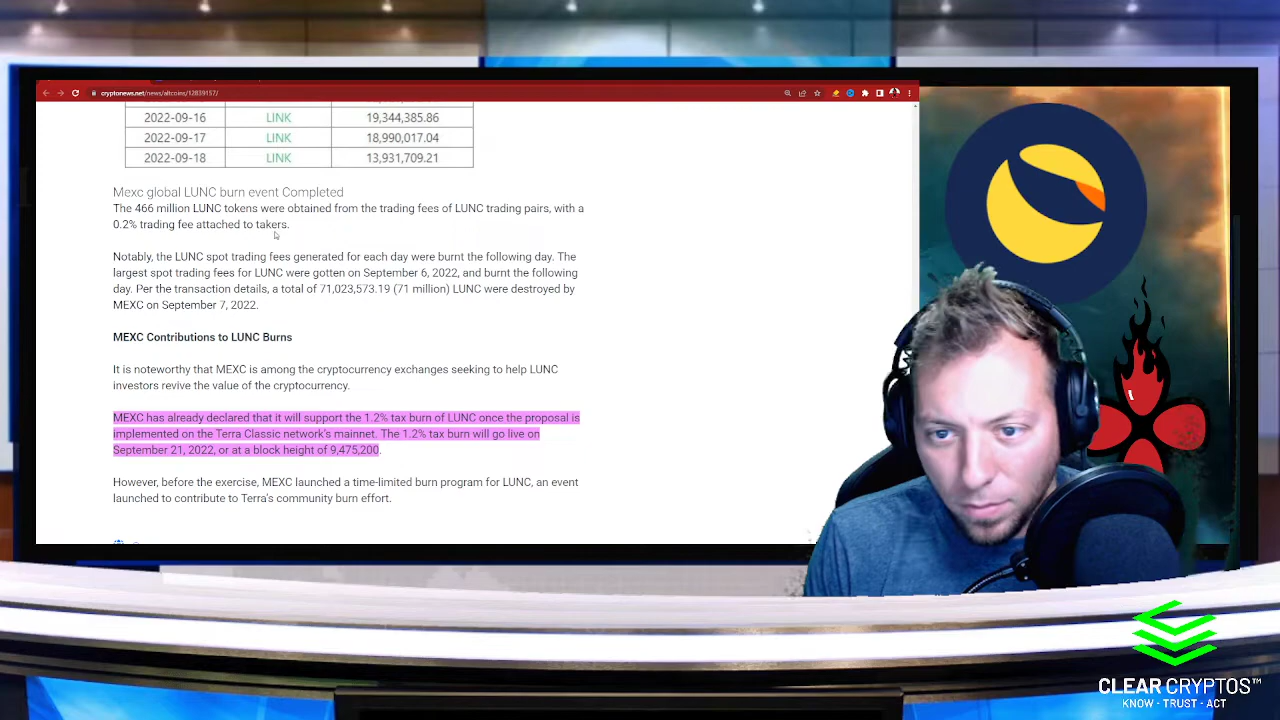 cryptonews.net/news/altcoins/12839157/
2022-09-16 LINK 19,344,385.86
2022-09-17 LINK 18,990,017.04
2022-09-18 LINK 13,931,709.21
Mexc global LUNC burn event Completed
The 466 million LUNC tokens were obtained from the trading fees of LUNC trading pairs, with a
0.2% trading fee attached to takers.
Notably, the LUNC spot trading fees generated for each day were burnt the following day. The
largest spot trading fees for LUNC were gotten on September 6, 2022, and burnt the following
day. Per the transaction details, a total of 71,023,573.19 (71 million) LUNC were destroyed by
MEXC on September 7, 2022.
MEXC Contributions to LUNC Burns
It is noteworthy that MEXC is among the cryptocurrency exchanges seeking to help LUNC
investors revive the value of the cryptocurrency.
MEXC has already declared that it will support the 1.2% tax burn of LUNC once the proposal is
implemented on the Terra Classic network's mainnet. The 1.2% tax burn will go live on
September 21, 2022, or at a block height of 9,475,200.
However, before the exercise, MEXC launched a time-limited burn program for LUNC, an event
launched to contribute to Terra's community burn effort.
CLEAR CRYPTOS™
KNOW - TRUST - ACT